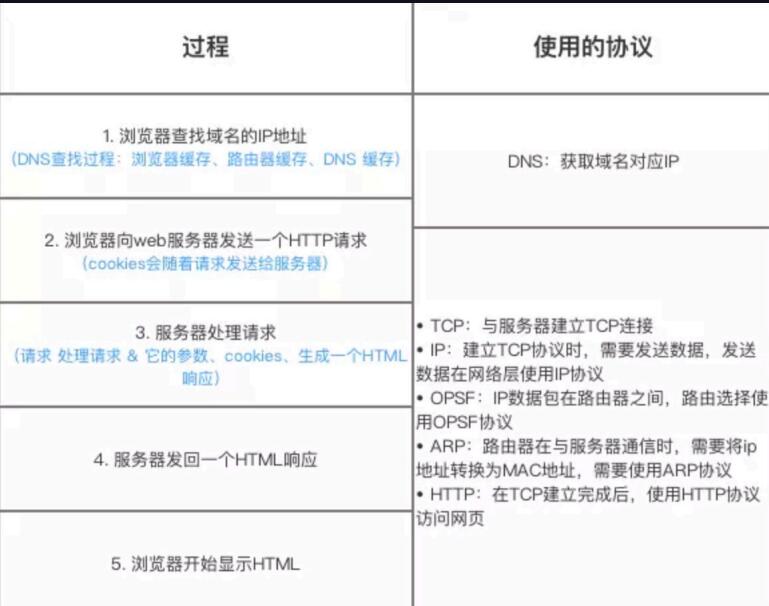 过程
使用的协议
1. 浏览器查找域名的IP地址
（DNS查找过程：浏览器缓存、路由器缓存、DNS 缓存）
DNS：获取域名对应IP
2. 浏览器向web服务器发送一个HTTP请求
（cookies会随着请求发送给服务器）
3. 服务器处理请求
（请求 处理请求 & 它的参数、cookies、生成一个HTML
响应）
4. 服务器发回一个HTML响应
5. 浏览器开始显示HTML
• TCP：与服务器建立TCP连接
• IP：建立TCP协议时，需要发送数据，发送
数据在网络层使用IP协议
• OPSF：IP数据包在路由器之间，路由选择使
用OPSF协议
• ARP：路由器在与服务器通信时，需要将ip
地址转换为MAC地址，需要使用ARP协议
• HTTP：在TCP建立完成后，使用HTTP协议
访问网页